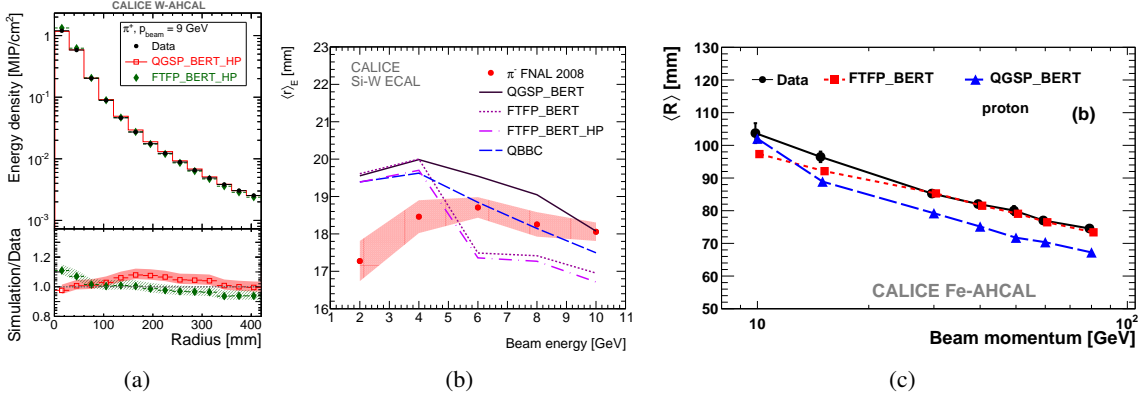 CALICE W-AHCAL
Energy density [MIP/cm²]
1
10⁻¹
10⁻²
10⁻³
π⁺, p_beam = 9 GeV
Data
QGSP_BERT_HP
FTFP_BERT_HP
Simulation/Data
1.2
1.0
0.8
0 100 200 300 400
Radius [mm]
(a)
⟨r⟩_E [mm]
23
22
21
20
19
18
17
16
CALICE
Si-W ECAL
π⁻ FNAL 2008
QGSP_BERT
FTFP_BERT
FTFP_BERT_HP
QBBC
1 2 3 4 5 6 7 8 9 10 11
Beam energy [GeV]
(b)
⟨R⟩ [mm]
130
120
110
100
90
80
70
60
50
Data FTFP_BERT QGSP_BERT
proton (b)
CALICE Fe-AHCAL
10 10²
Beam momentum [GeV]
(c)